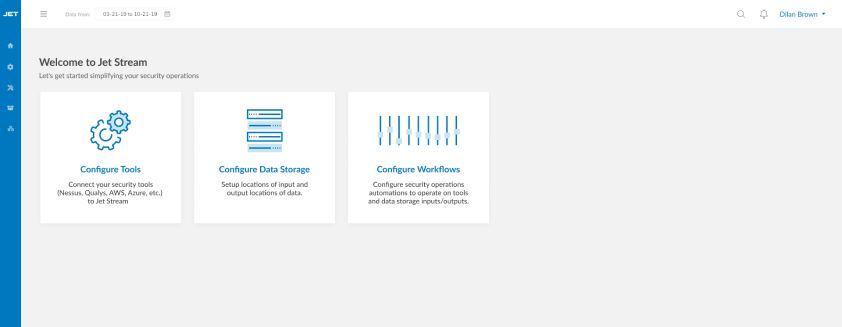 JET
Data from: 03-21-19 to 10-21-19
Dilan Brown
Welcome to Jet Stream
Let's get started simplifying your security operations
Configure Tools
Connect your security tools
(Nessus, Qualys, AWS, Azure, etc.)
to Jet Stream
Configure Data Storage
Setup locations of input and
output locations of data.
Configure Workflows
Configure security operations
automations to operate on tools
and data storage inputs/outputs.